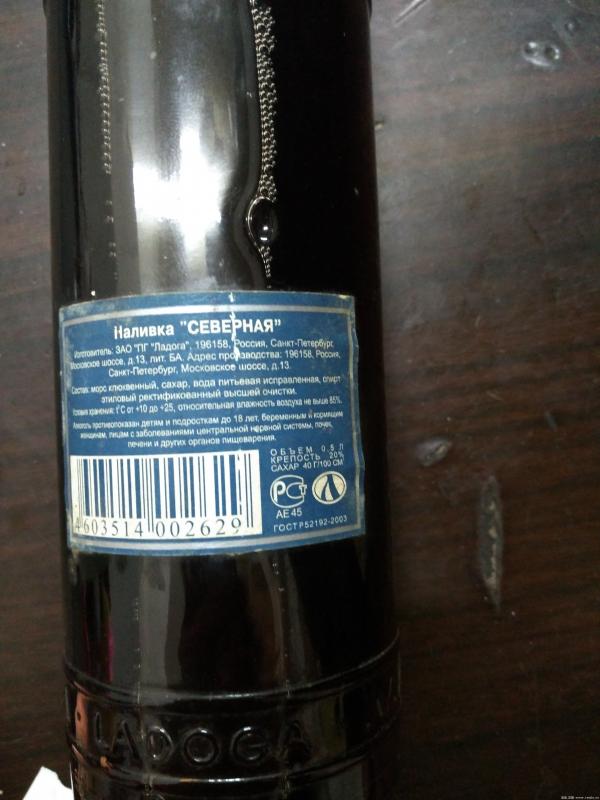 Наливка "СЕВЕРНАЯ"
Изготовитель: ЗАО "ПГ "Ладога", 196158, Россия, Санкт-Петербург,
Московское шоссе, д.13, лит. БА. Адрес производства: 196158, Россия,
Санкт-Петербург, Московское шоссе, д.13.
Состав: морс клюквенный, сахар, вода питьевая исправленная, спирт
этиловый ректификованный высшей очистки.
Условия хранения: t°С от +10 до +25, относительная влажность воздуха не выше 85%.
Алкоголь противопоказан детям и подросткам до 18 лет, беременным и кормящим
женщинам, лицам с заболеваниями центральной нервной системы, почек,
печени и других органов пищеварения.
ОБЪЕМ 0,5 Л
КРЕПОСТЬ 20%
САХАР 40 Г/100 СМ³
РСТ
АЕ45
ГОСТ Р52192-2003
4603514002629
LADOGA